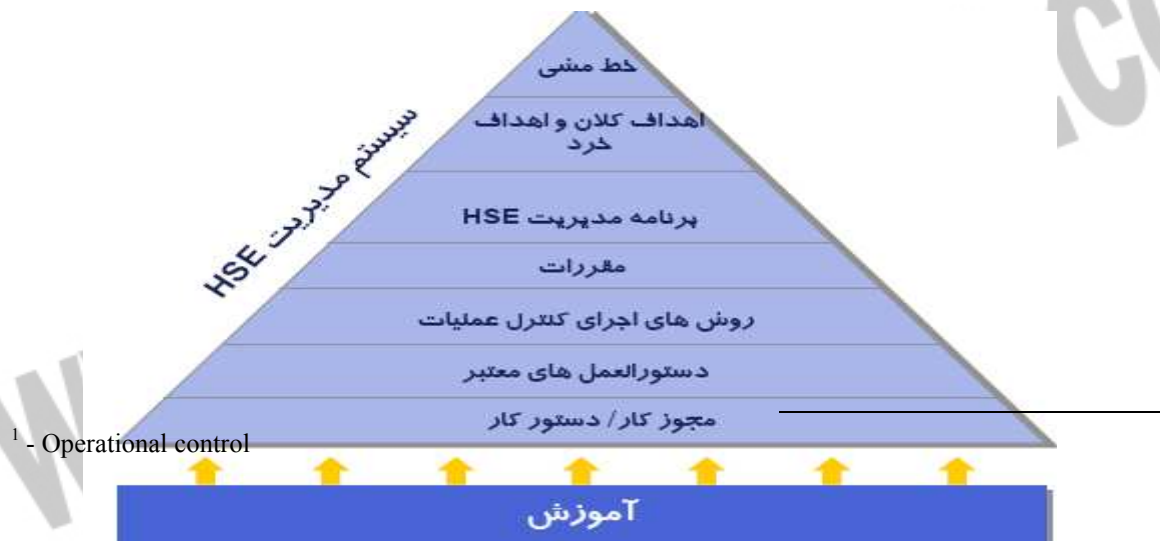 خط مشی
اهداف کلان و اهداف
خرد
برنامه مدیریت HSE
مقررات
روش های اجرای کنترل عملیات
دستورالعمل های معتبر
مجوز کار/ دستور کار
سیستم مدیریت HSE
1 - Operational control
آموزش